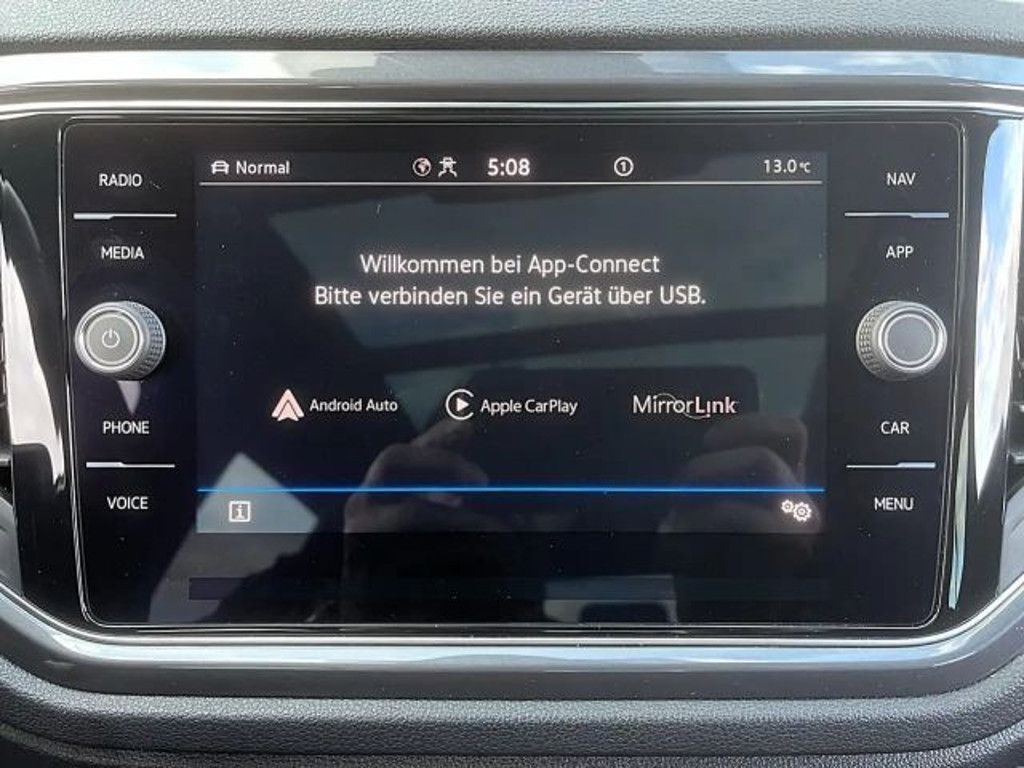 RADIO
MEDIA
PHONE
VOICE
Normal
5:08
1
13.0°C
Willkommen bei App-Connect
Bitte verbinden Sie ein Gerät über USB.
Android Auto
Apple CarPlay
MirrorLink
i
NAV
APP
CAR
MENU